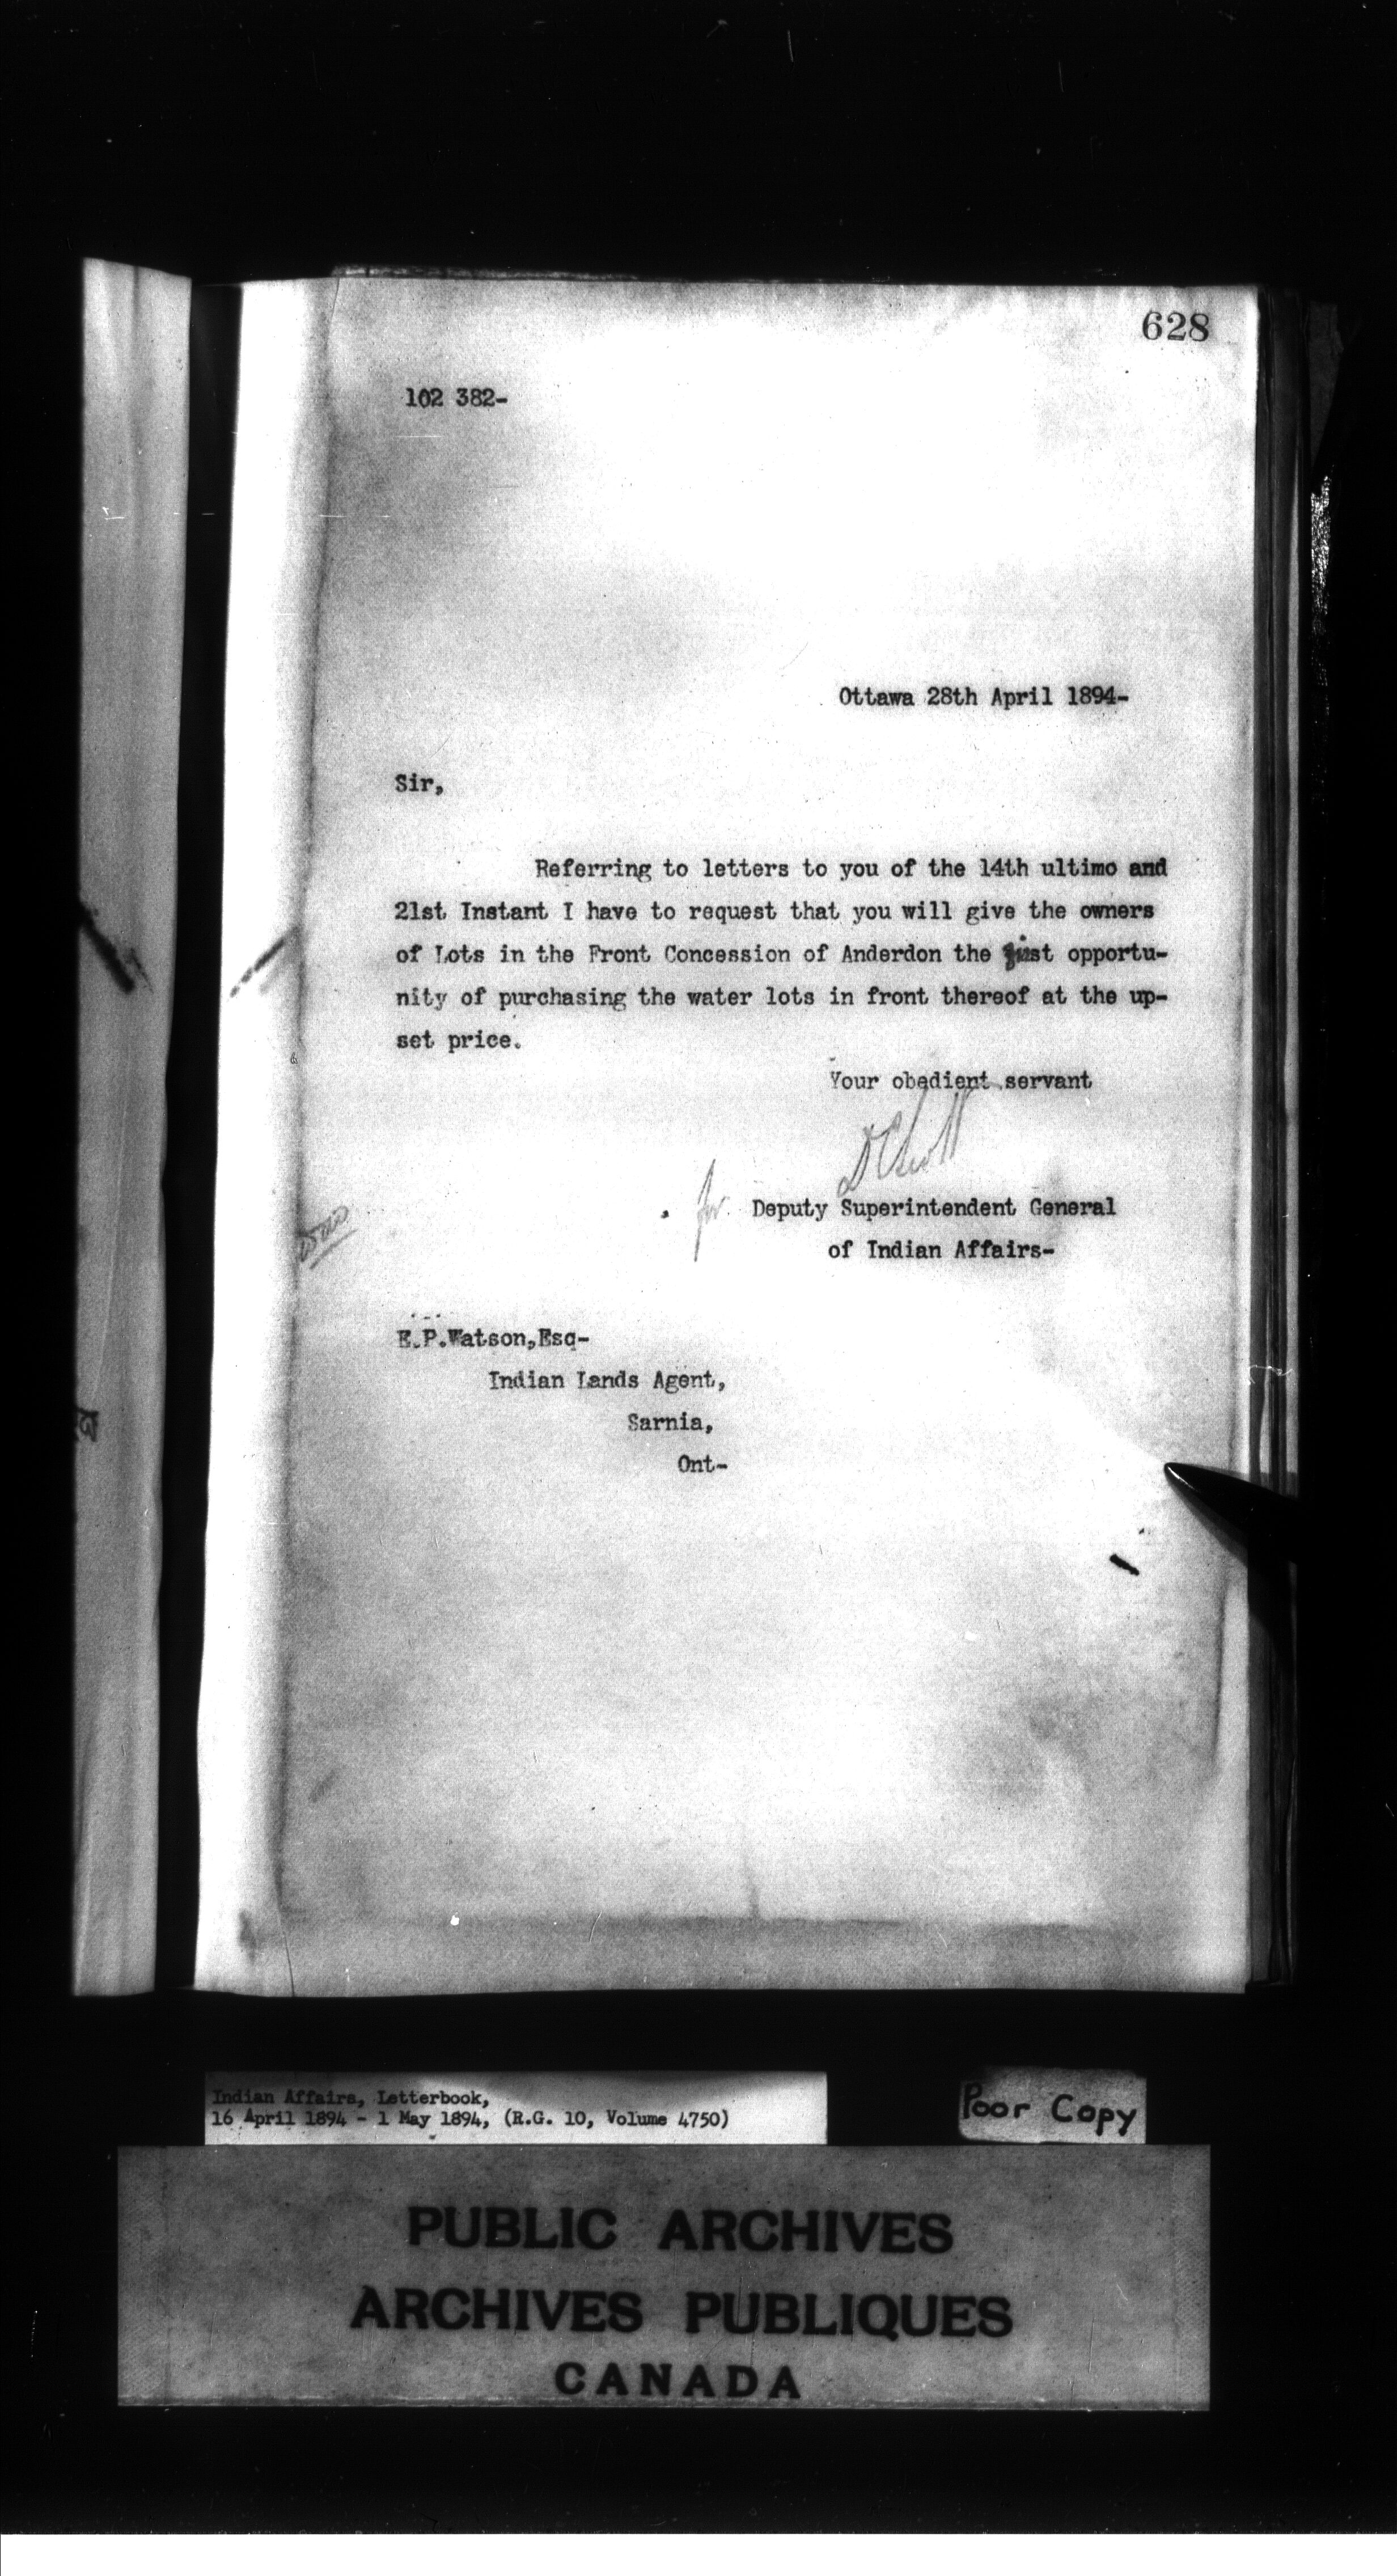 628
102 382-
Ottawa 28th April 1894-
Sir,
Referring to letters to you of the 14th ultimo and
21st Instant I have to request that you will give the owners
of Lots in the Front Concession of Anderdon the opportu-
nity of purchasing the water lots in front thereof at the up-
set price.
Your obedient servant
D C Scott
for Deputy Superintendent General
of Indian Affairs-
E.P.Watson,Esq-
Indian Lands Agent,
Sarnia,
Ont-
Indian Affairs, Letterbook,
16 April 1894 - 1 May 1894, (R.G. 10, Volume 4750)
Poor Copy
PUBLIC ARCHIVES
ARCHIVES PUBLIQUES
CANADA